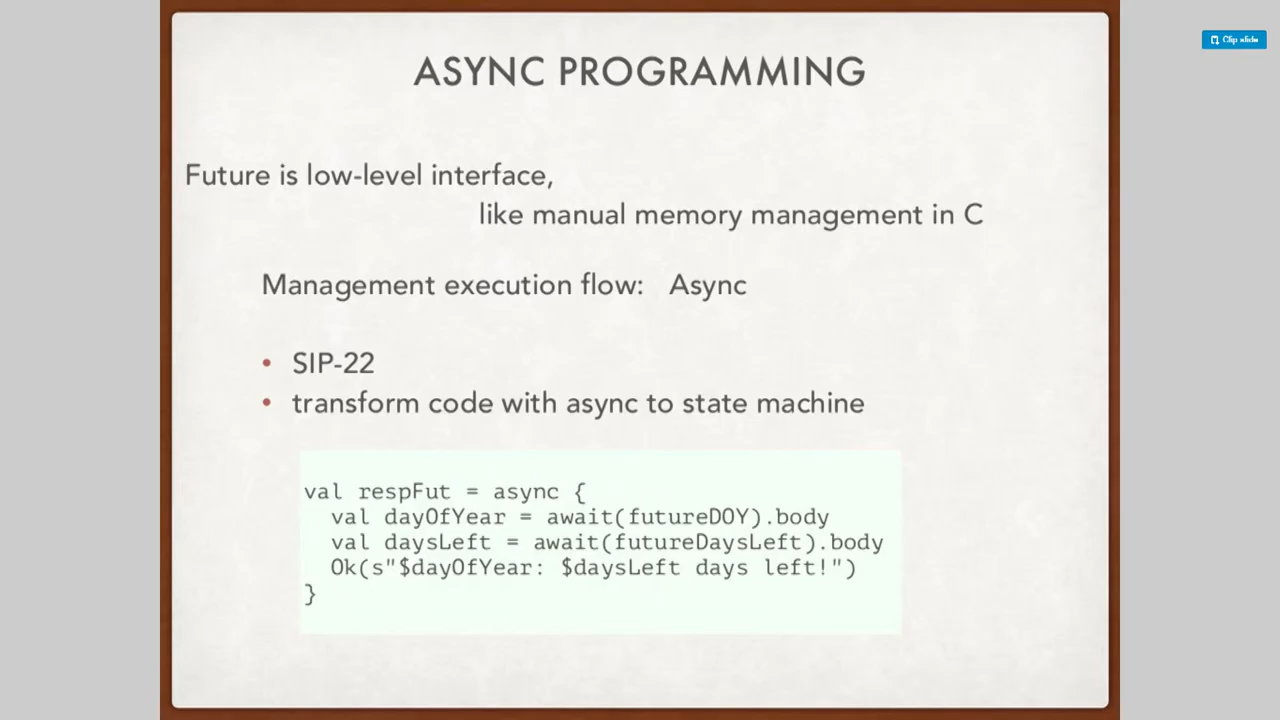 Clip slide
ASYNC PROGRAMMING
Future is low-level interface,
like manual memory management in C
Management execution flow: Async
• SIP-22
• transform code with async to state machine
val respFut = async {
val dayOfYear = await(futureDOY).body
val daysLeft = await(futureDaysLeft).body
Ok(s"$dayOfYear: $daysLeft days left!")
}